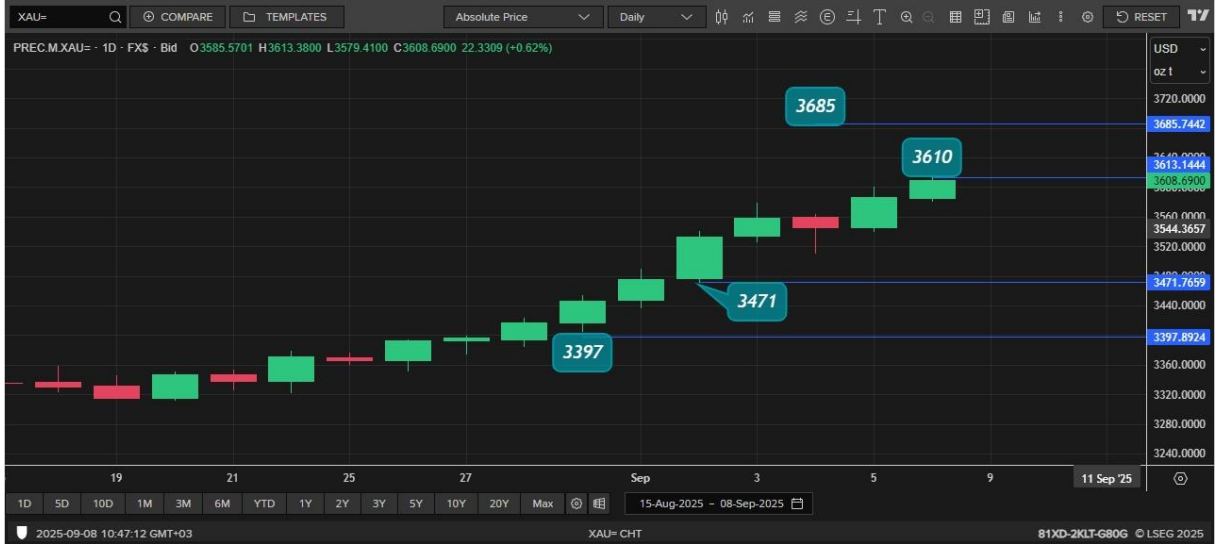 XAU= COMPARE TEMPLATES Absolute Price Daily RESET
PREC.M.XAU= · 1D · FX$ · Bid O3585.5701 H3613.3800 L3579.4100 C3608.6900 22.3309 (+0.62%)
USD
oz t
3720.0000
3685
3685.7442
3610
3640.0000
3613.1444
3608.6900
3560.0000
3544.3657
3520.0000
3480.0000
3471.7659
3471
3440.0000
3397.8924
3397
3360.0000
3320.0000
3280.0000
3240.0000
19 21 25 27 Sep 3 5 9 11 Sep '25
1D 5D 10D 1M 3M 6M YTD 1Y 2Y 3Y 5Y 10Y 20Y Max 15-Aug-2025 - 08-Sep-2025
2025-09-08 10:47:12 GMT+03 XAU= CHT 81XD-2KLT-G80G © LSEG 2025